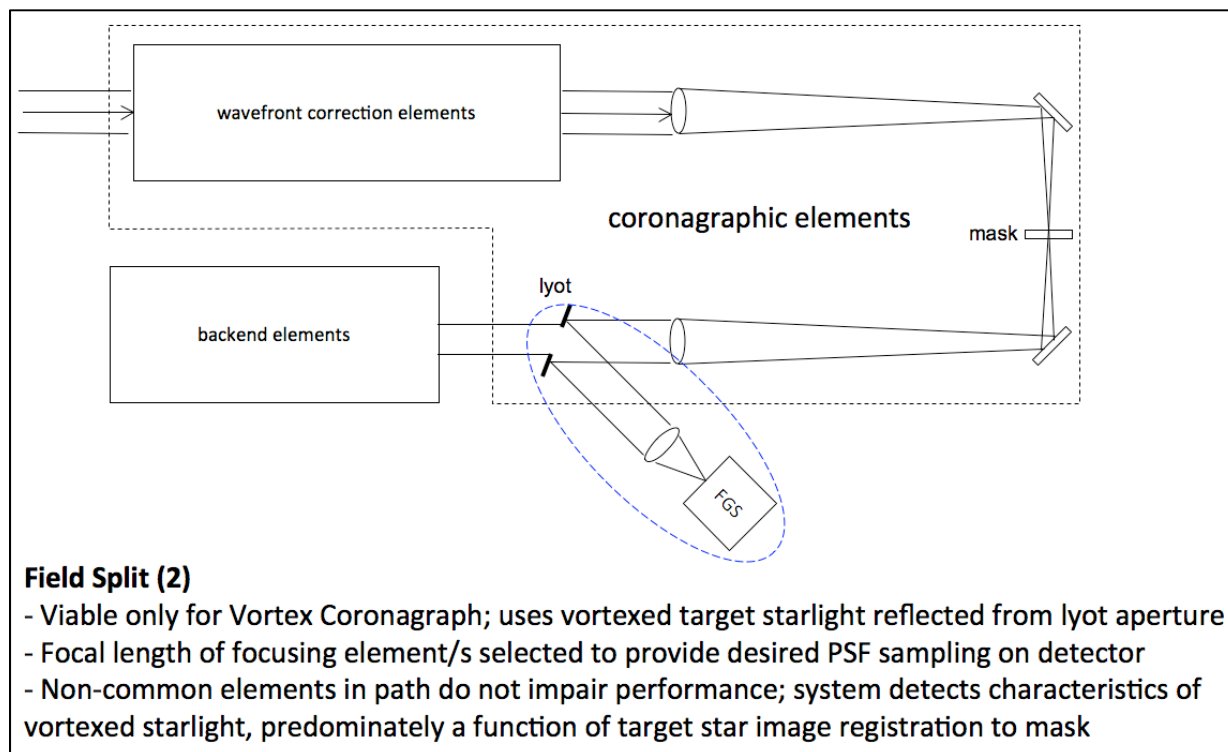 wavefront correction elements
coronagraphic elements
mask
lyot
backend elements
FGS
Field Split (2)
- Viable only for Vortex Coronagraph; uses vortexed target starlight reflected from lyot aperture
- Focal length of focusing element/s selected to provide desired PSF sampling on detector
- Non-common elements in path do not impair performance; system detects characteristics of
vortexed starlight, predominately a function of target star image registration to mask